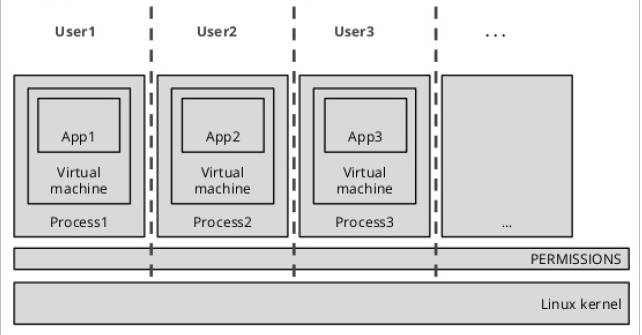 User1
User2
User3
...
App1
App2
App3
Virtual
machine
Virtual
machine
Virtual
machine
Process1
Process2
Process3
...
PERMISSIONS
Linux kernel